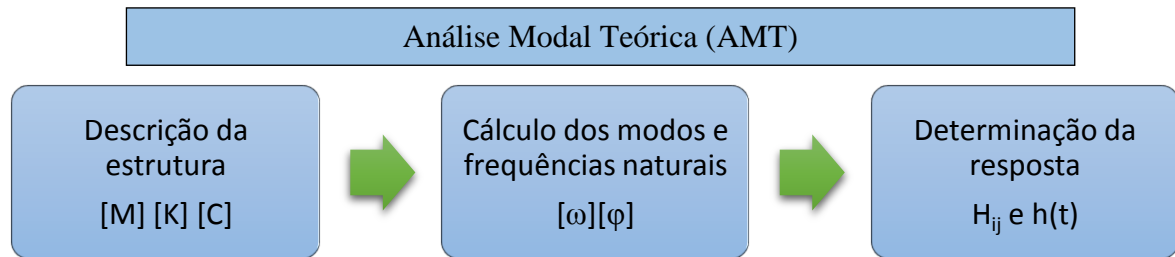 Análise Modal Teórica (AMT)
Descrição da
estrutura
[M] [K] [C]
Cálculo dos modos e
frequências naturais
[ω][φ]
Determinação da
resposta
Hij e h(t)